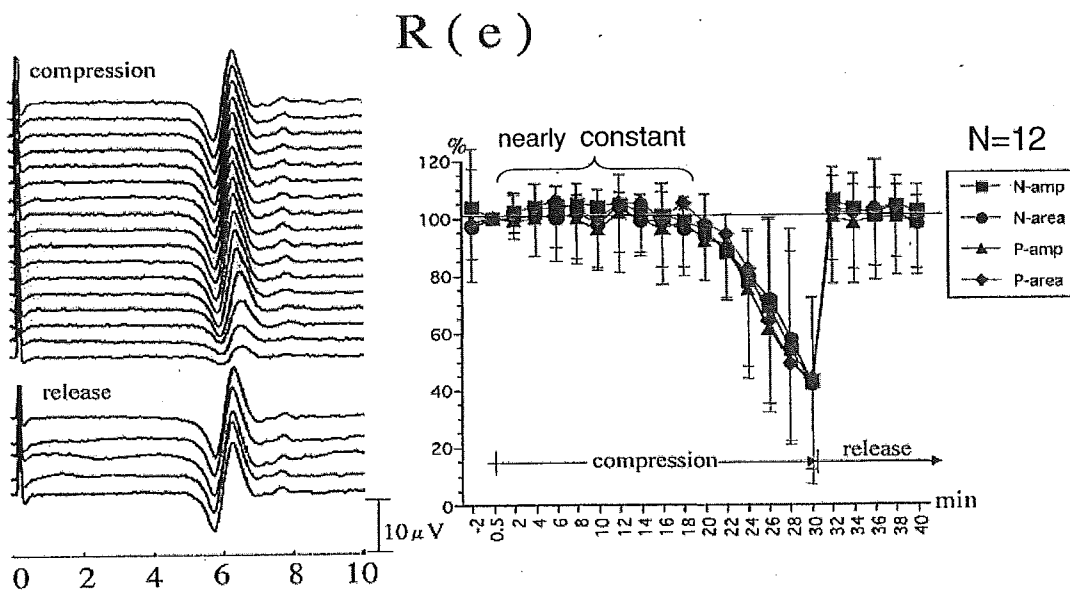 R ( e )
compression
release
10 μV
0 2 4 6 8 10
nearly constant
N=12
%
120
100
80
60
40
20
0
compression
release
min
-2 0.5 2 4 6 8 10 12 14 16 18 20 22 24 26 28 30 32 34 36 38 40
N-amp
N-area
P-amp
P-area